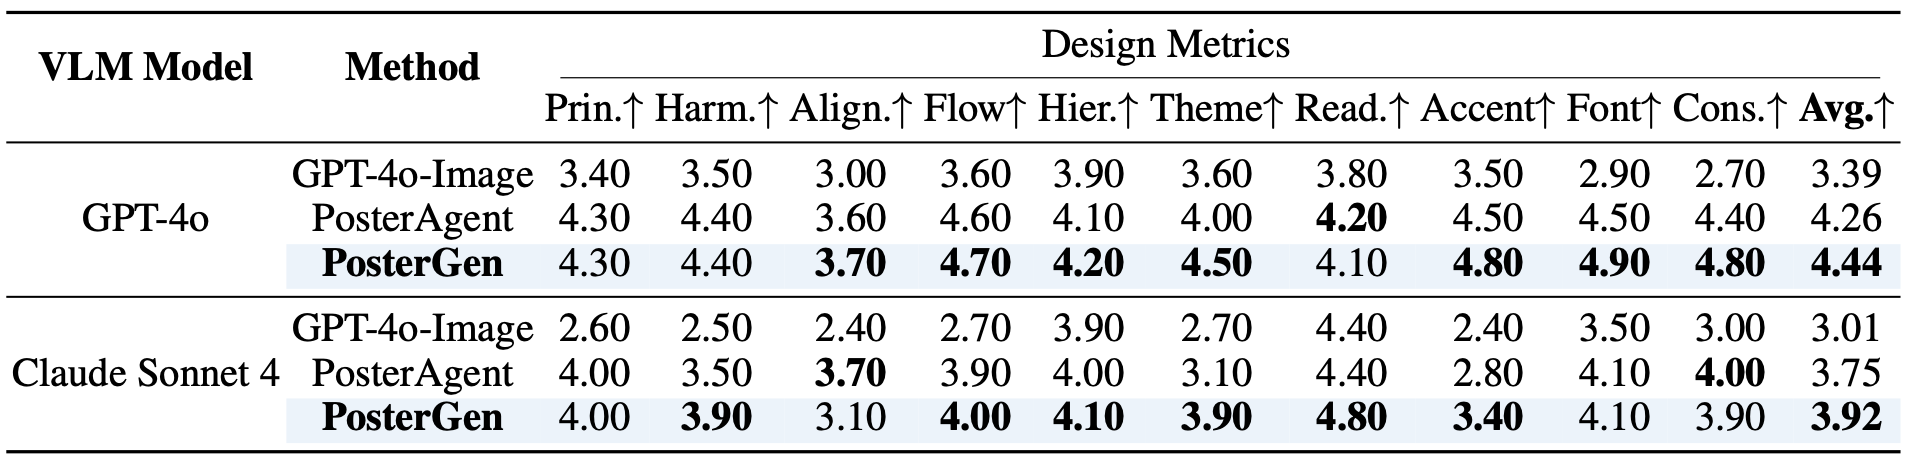 Design Metrics
VLM Model Method
Prin.↑ Harm.↑ Align.↑ Flow↑ Hier.↑ Theme↑ Read.↑ Accent↑ Font↑ Cons.↑ Avg.↑
GPT-4o-Image 3.40 3.50 3.00 3.60 3.90 3.60 3.80 3.50 2.90 2.70 3.39
GPT-4o PosterAgent 4.30 4.40 3.60 4.60 4.10 4.00 4.20 4.50 4.50 4.40 4.26
PosterGen 4.30 4.40 3.70 4.70 4.20 4.50 4.10 4.80 4.90 4.80 4.44
GPT-4o-Image 2.60 2.50 2.40 2.70 3.90 2.70 4.40 2.40 3.50 3.00 3.01
Claude Sonnet 4 PosterAgent 4.00 3.50 3.70 3.90 4.00 3.10 4.40 2.80 4.10 4.00 3.75
PosterGen 4.00 3.90 3.10 4.00 4.10 3.90 4.80 3.40 4.10 3.90 3.92